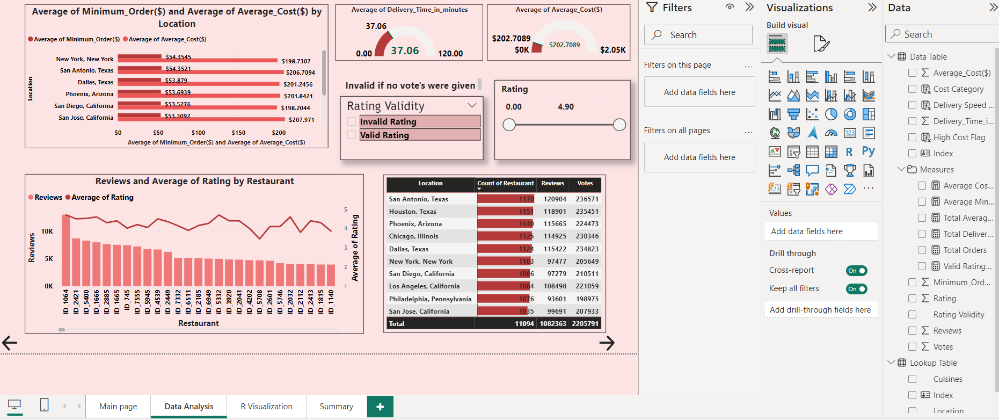 Average of Minimum_Order($) and Average of Average_Cost($) by
Location
Average of Minimum_Order($) Average of Average_Cost($)
Location
New York, New York $54.3545 $198.7307
San Antonio, Texas $54.3521 $206.7094
Dallas, Texas $53.879 $201.2456
Phoenix, Arizona $53.6939 $201.8421
San Diego, California $53.5276 $198.2044
San Jose, California $53.3092 $207.971
$0 $50 $100 $150 $200
Average of Minimum_Order($) and Average of Average_Cost($)
Average of Delivery_Time_in_minutes
37.06
37.06
0.00 120.00
Average of Average_Cost($)
$202.7089
$202.7089
$0K $2.05K
Invalid if no vote's were given
Rating Validity
Invalid Rating
Valid Rating
Rating
0.00 4.90
Reviews and Average of Rating by Restaurant
Reviews Average of Rating
Reviews
10K
5K
0K
5
4
3
2
1
Average of Rating
ID_1064
ID_2421
ID_5400
ID_1666
ID_2885
ID_1665
ID_745
ID_7555
ID_5945
ID_4539
ID_2449
ID_7332
ID_6511
ID_2185
ID_6949
ID_5332
ID_3920
ID_2041
ID_4202
ID_5708
ID_2601
ID_5746
ID_2032
ID_2112
ID_2413
ID_1815
ID_1140
Restaurant
Location Count of Restaurant Reviews Votes
San Antonio, Texas 1170 120904 236571
Houston, Texas 1151 118901 235451
Phoenix, Arizona 1140 115665 224473
Chicago, Illinois 1125 114925 230346
Dallas, Texas 1124 115422 234823
New York, New York 1103 97477 205649
San Diego, California 1086 97279 210511
Los Angeles, California 1084 108498 221059
Philadelphia, Pennsylvania 1076 93601 198975
San Jose, California 1035 99691 207933
Total 11094 1082363 2205791
Main page
Data Analysis
R Visualization
Summary
Filters
Search
Filters on this page ...
Add data fields here
Filters on all pages ...
Add data fields here
Visualizations
Build visual
123
R
Py
123
...
Values
Add data fields here
Drill through
Cross-report On
Keep all filters On
Add drill-through fields here
Data
Search
Data Table
Average_Cost($)
Cost Category
Delivery Speed ...
Delivery_Time_i...
High Cost Flag
Index
Measures
Average Cos...
Average Min...
Total Averag...
Total Deliver...
Total Orders
Valid Rating...
Minimum_Ord...
Rating
Rating Validity
Reviews
Votes
Lookup Table
Cuisines
Index
Location